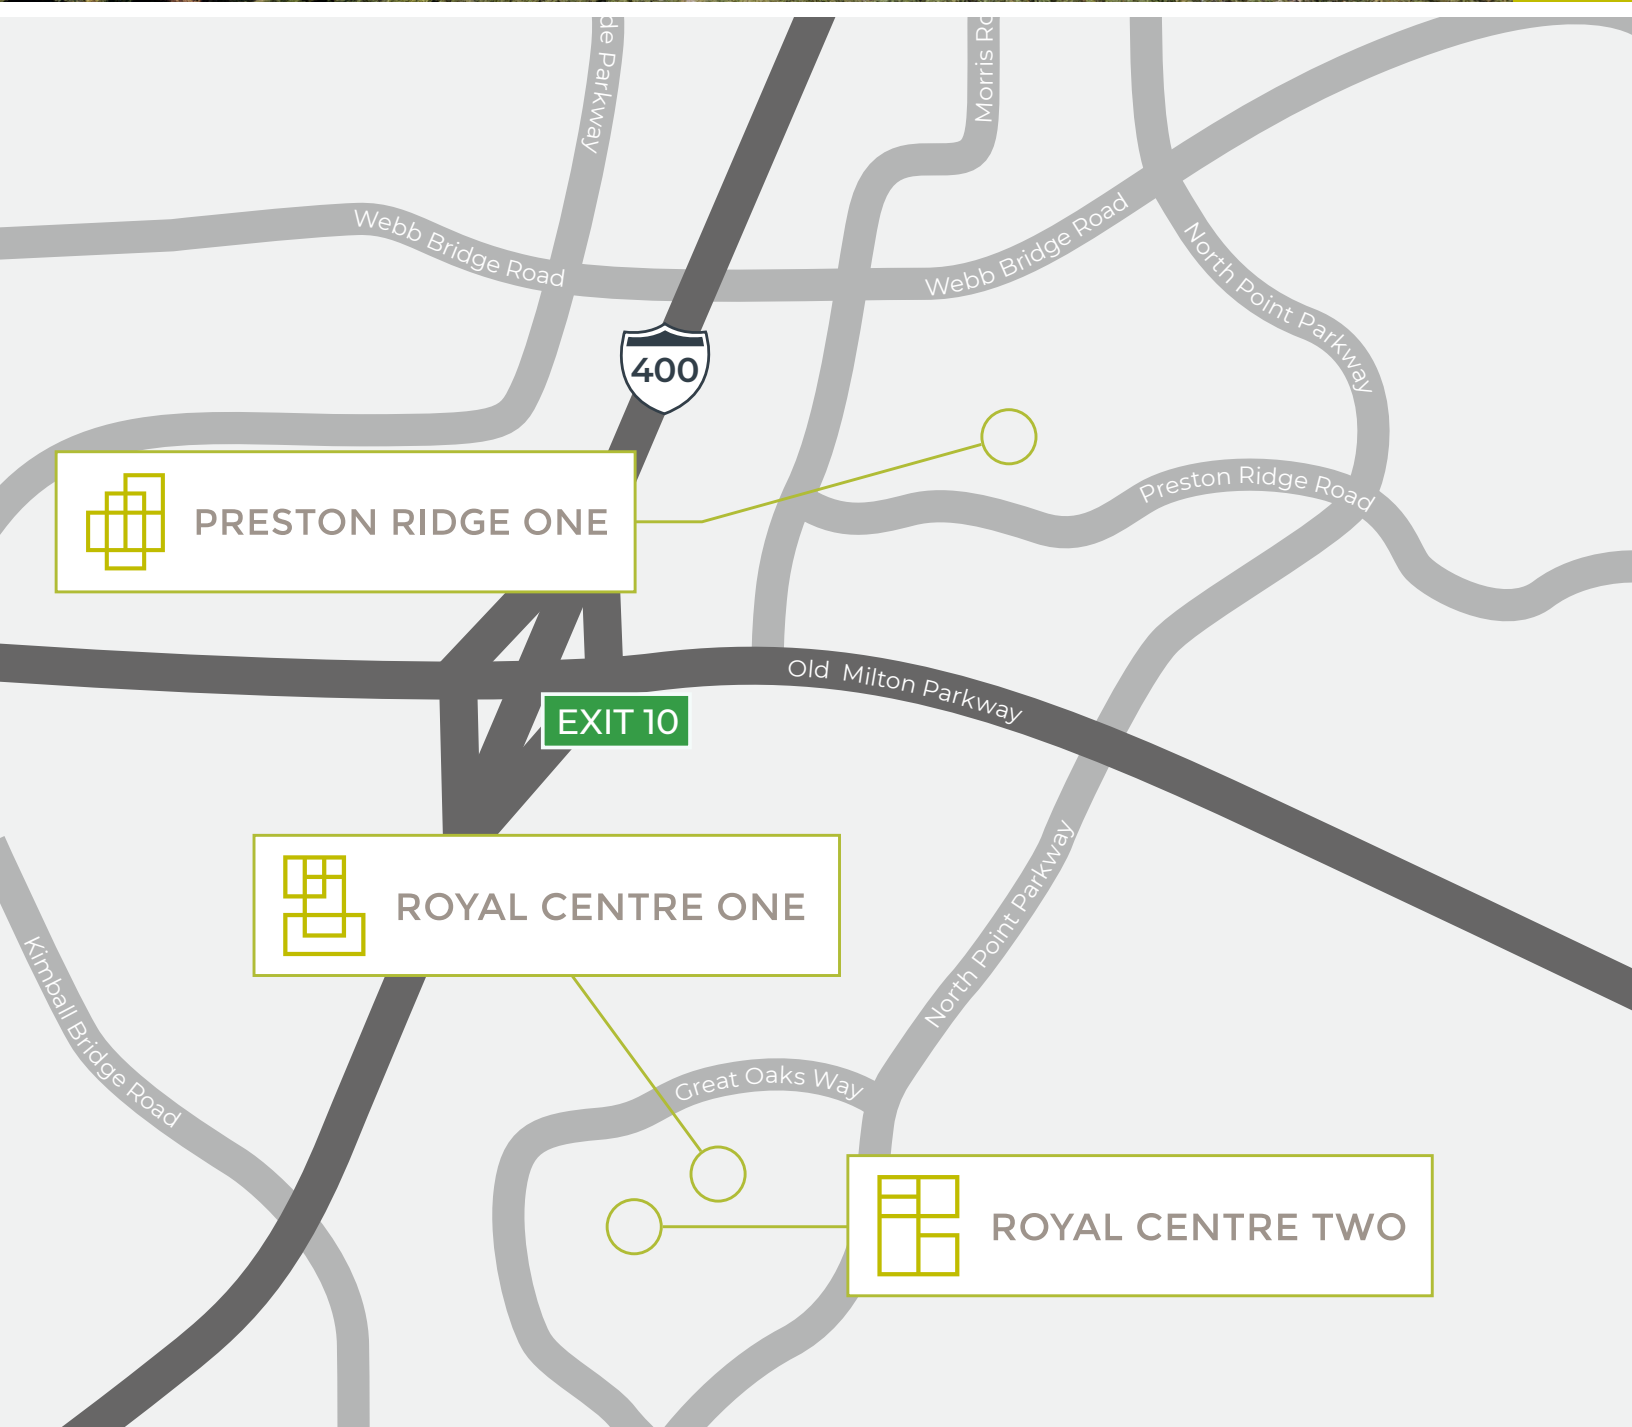 de Parkway
Morris Ro
Webb Bridge Road
Webb Bridge Road
North Point Parkway
400
Preston Ridge Road
PRESTON RIDGE ONE
Old Milton Parkway
EXIT 10
North Point Parkway
ROYAL CENTRE ONE
Kimball Bridge Road
Great Oaks Way
ROYAL CENTRE TWO